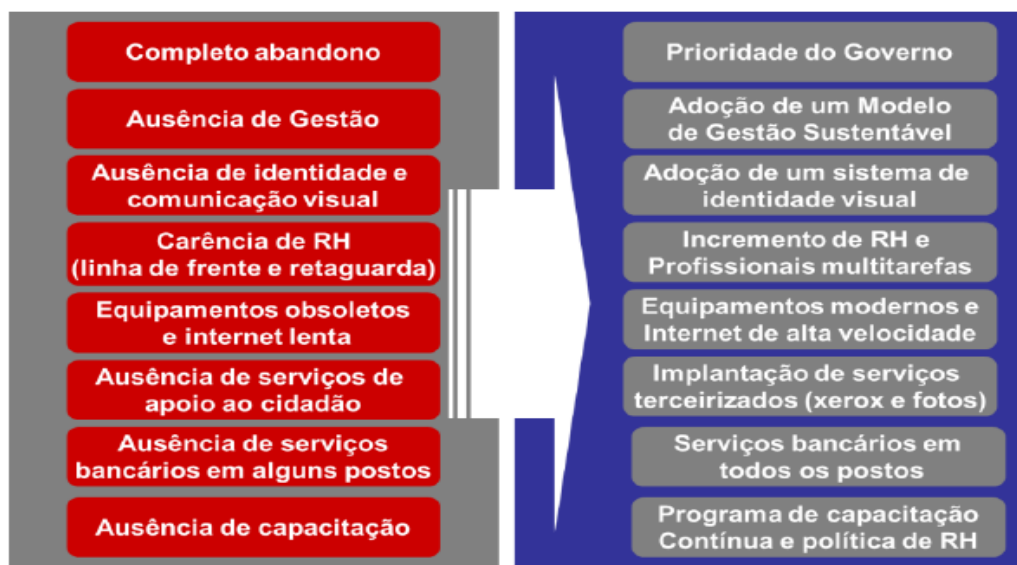 Completo abandono
Ausência de Gestão
Ausência de identidade e
comunicação visual
Carência de RH
(linha de frente e retaguarda)
Equipamentos obsoletos
e internet lenta
Ausência de serviços de
apoio ao cidadão
Ausência de serviços
bancários em alguns postos
Ausência de capacitação
Prioridade do Governo
Adoção de um Modelo
de Gestão Sustentável
Adoção de um sistema de
identidade visual
Incremento de RH e
Profissionais multitarefas
Equipamentos modernos e
Internet de alta velocidade
Implantação de serviços
terceirizados (xerox e fotos)
Serviços bancários em
todos os postos
Programa de capacitação
Contínua e política de RH